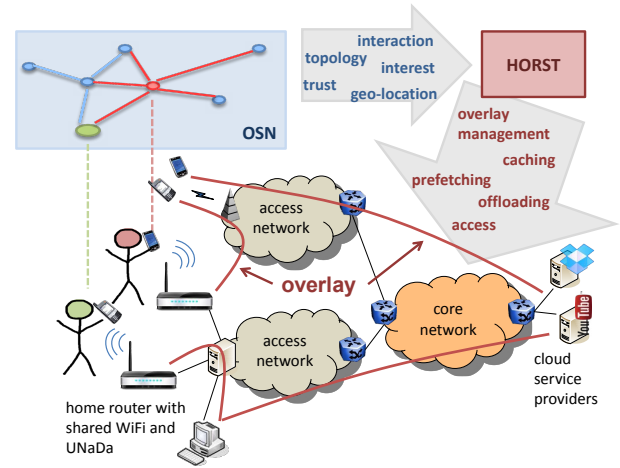 interaction
topology
interest
trust
geo-location
HORST
OSN
overlay
management
caching
prefetching
offloading
access
access
network
overlay
core
network
access
network
YouTube
cloud
service
providers
home router with
shared WiFi and
UNaDa